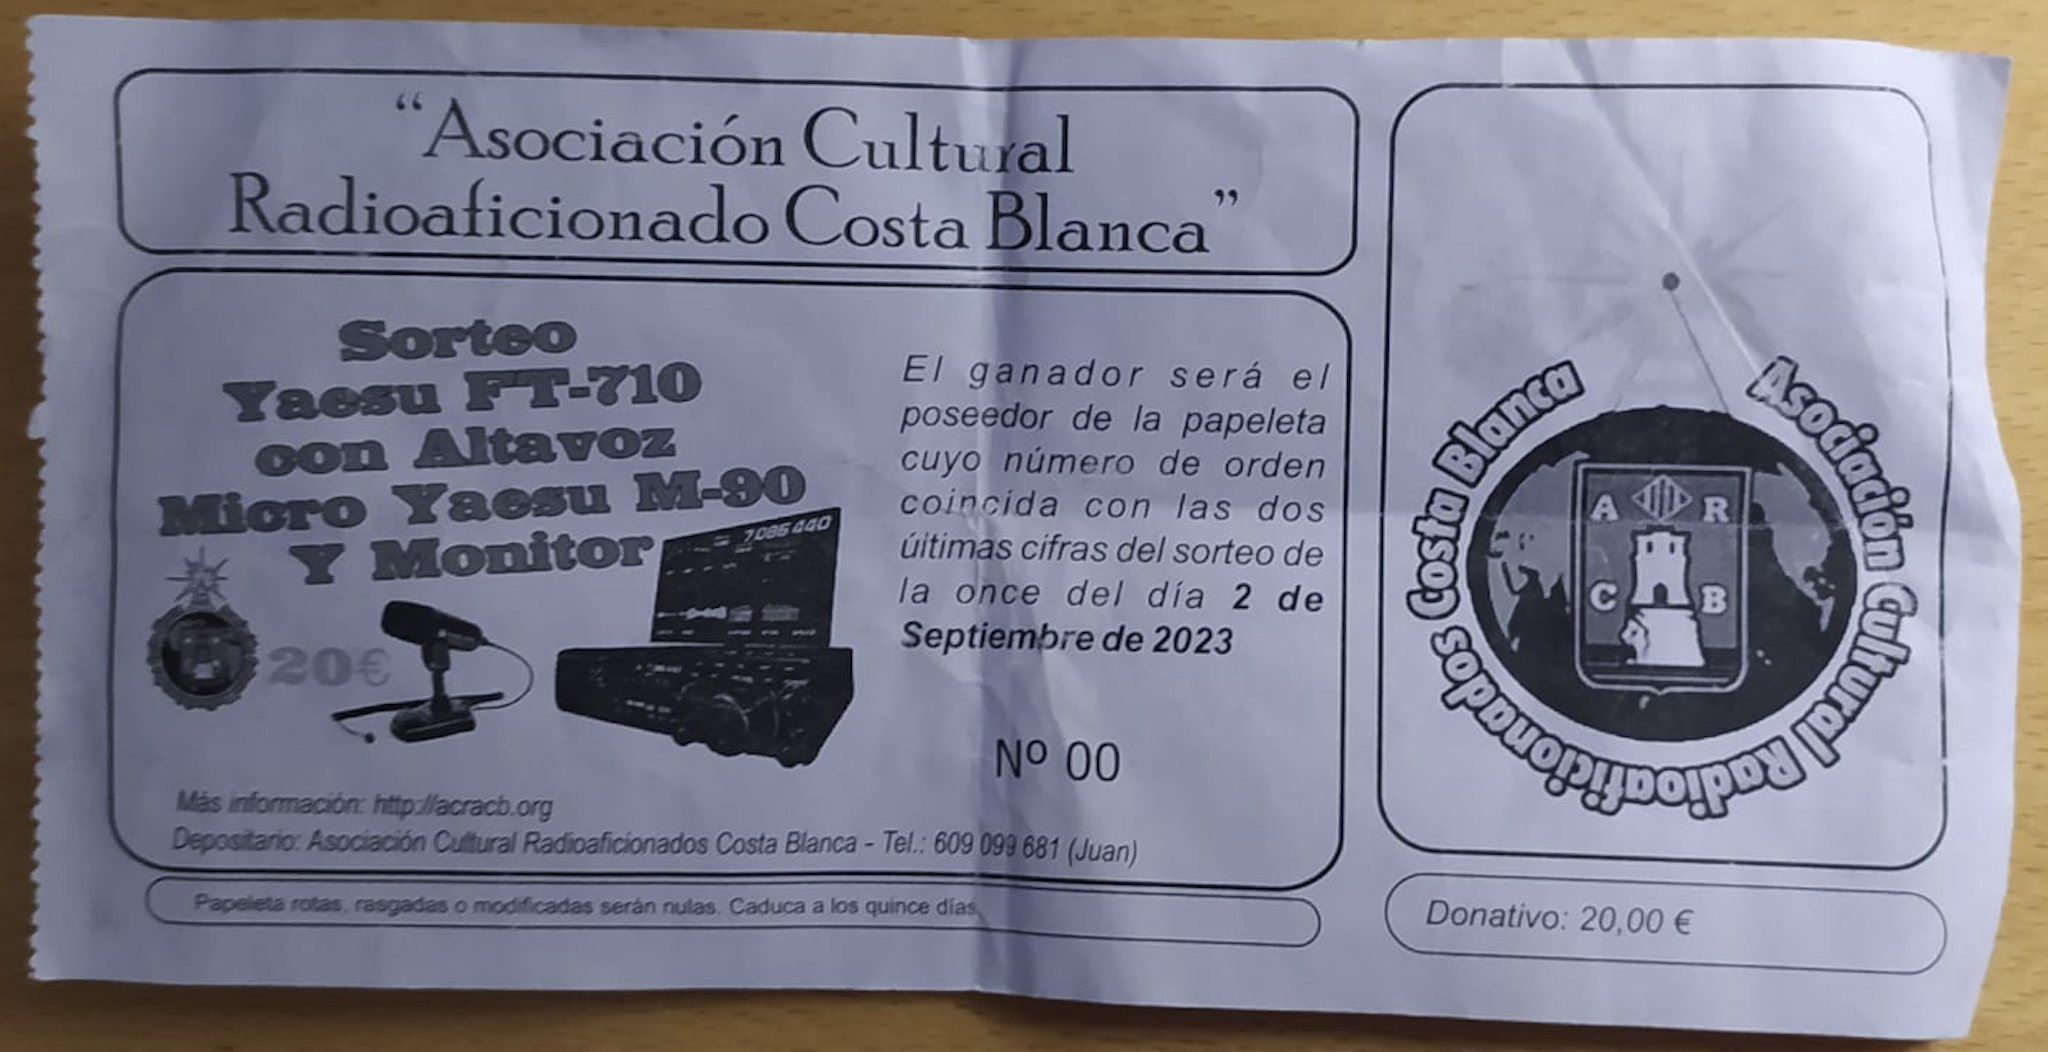 “Asociación Cultural
Radioaficionado Costa Blanca”
Sorteo
Yaesu FT-710
con Altavoz
Micro Yaesu M-90
Y Monitor
7.085.440
20€
El ganador será el
poseedor de la papeleta
cuyo número de orden
coincida con las dos
últimas cifras del sorteo de
la once del día 2 de
Septiembre de 2023
Nº 00
Más información: http://acracb.org
Depositario: Asociación Cultural Radioaficionados Costa Blanca - Tel.: 609 099 681 (Juan)
Papeleta rotas, rasgadas o modificadas serán nulas. Caduca a los quince días
Asociación Cultural Radioaficionados Costa Blanca
A R
C B
Donativo: 20,00 €